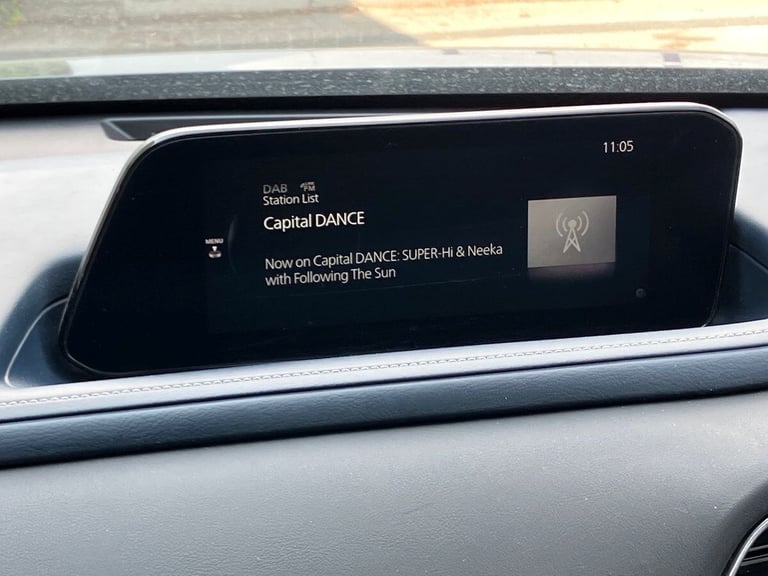 11:05
DAB FM
Station List
Capital DANCE
MENU
Now on Capital DANCE: SUPER-Hi & Neeka
with Following The Sun